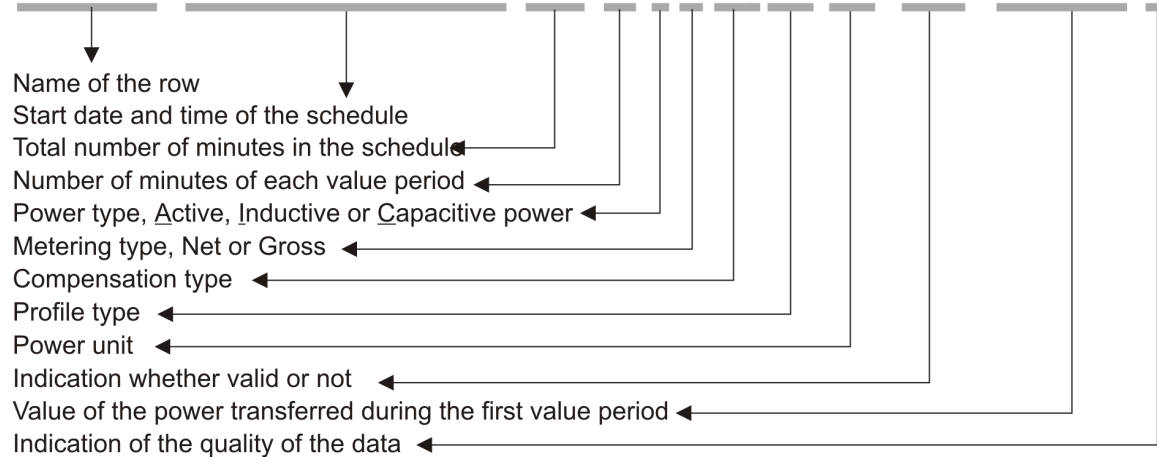 Name of the row
Start date and time of the schedule
Total number of minutes in the schedule
Number of minutes of each value period
Power type, Active, Inductive or Capacitive power
Metering type, Net or Gross
Compensation type
Profile type
Power unit
Indication whether valid or not
Value of the power transferred during the first value period
Indication of the quality of the data